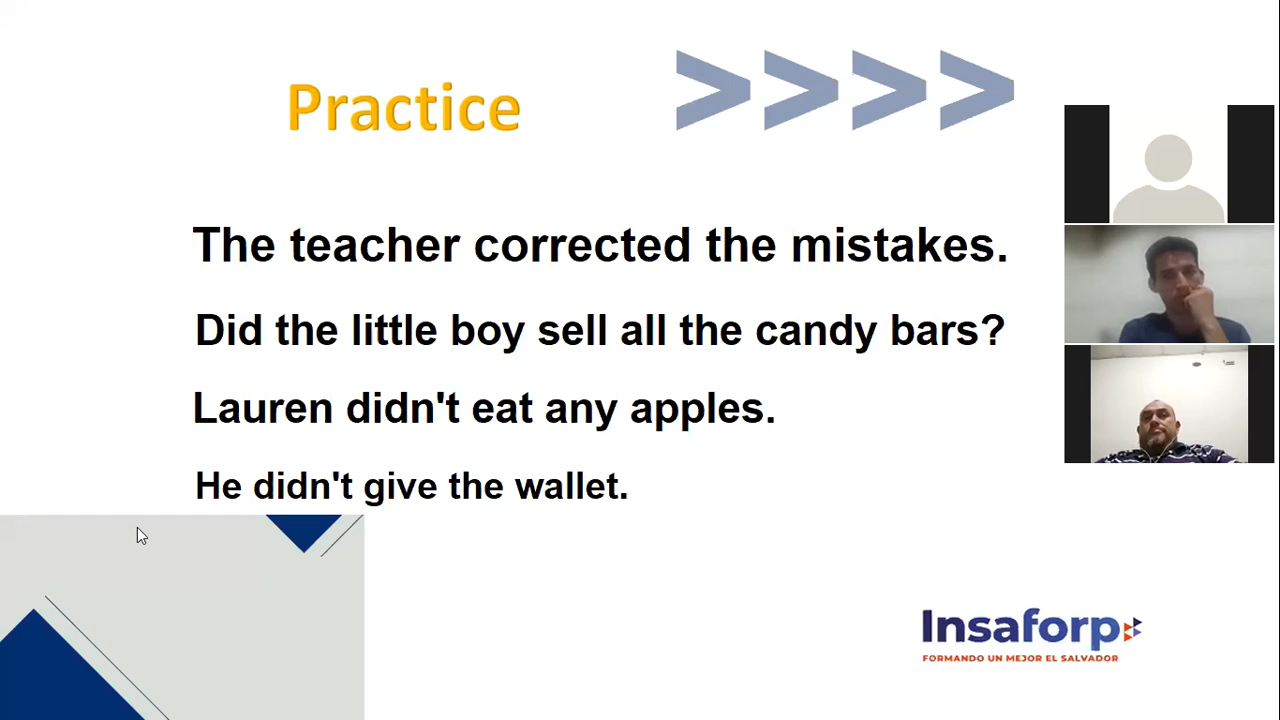 Practice
The teacher corrected the mistakes.
Did the little boy sell all the candy bars?
Lauren didn't eat any apples.
He didn't give the wallet.
Insaforp
FORMANDO UN MEJOR EL SALVADOR